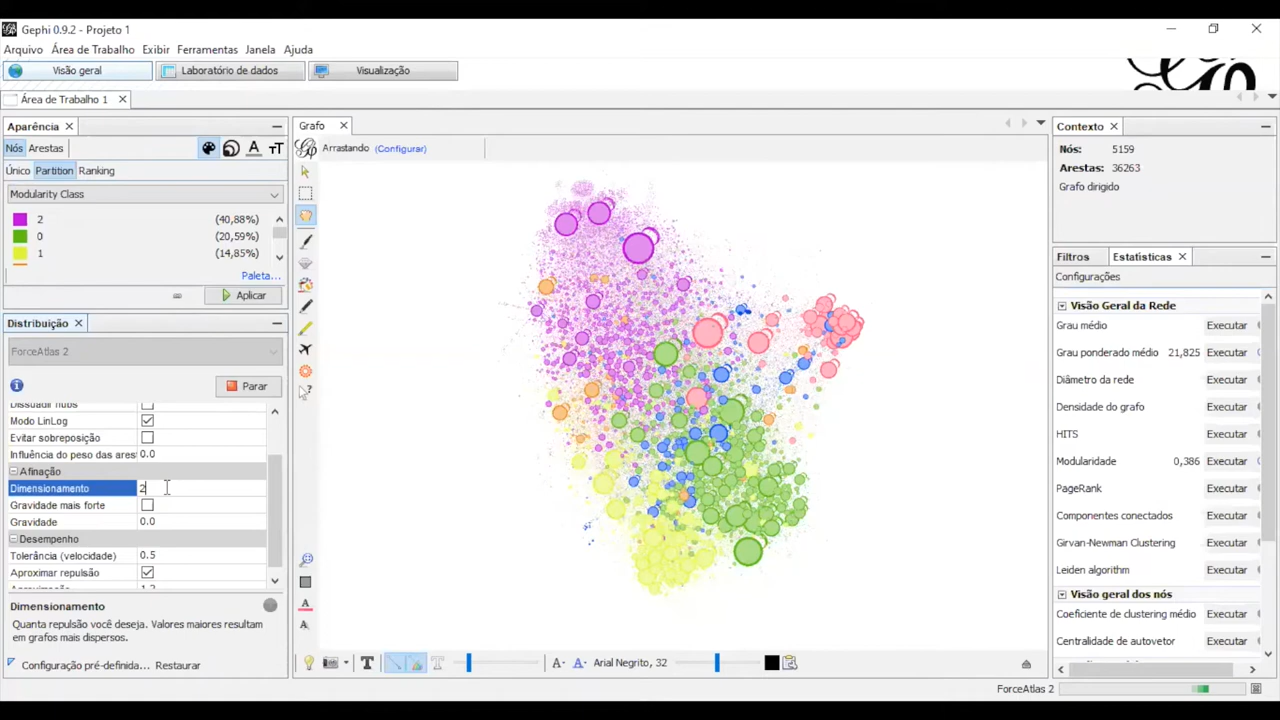 Gephi 0.9.2 - Projeto 1
Arquivo Área de Trabalho Exibir Ferramentas Janela Ajuda
Visão geral Laboratório de dados Visualização
Área de Trabalho 1
Aparência
Nós Arestas
Único Partition Ranking
Modularity Class
2 (40,88%)
0 (20,59%)
1 (14,85%)
Paleta...
Aplicar
Distribuição
ForceAtlas 2
Parar
Dissuadir hubs
Modo LinLog
Evitar sobreposição
Influência do peso das ares 0.0
Afinação
Dimensionamento 2
Gravidade mais forte
Gravidade 0.0
Desempenho
Tolerância (velocidade) 0.5
Aproximar repulsão
Aproximação 1.2
Dimensionamento
Quanta repulsão você deseja. Valores maiores resultam
em grafos mais dispersos.
Configuração pré-definida... Restaurar
Grafo
Arrastando (Configurar)
Arial Negrito, 32
Contexto
Nós: 5159
Arestas: 36263
Grafo dirigido
Filtros Estatísticas
Configurações
Visão Geral da Rede
Grau médio Executar
Grau ponderado médio 21,825 Executar
Diâmetro da rede Executar
Densidade do grafo Executar
HITS Executar
Modularidade 0,386 Executar
PageRank Executar
Componentes conectados Executar
Girvan-Newman Clustering Executar
Leiden algorithm Executar
Visão geral dos nós
Coeficiente de clustering médio Executar
Centralidade de autovetor Executar
ForceAtlas 2